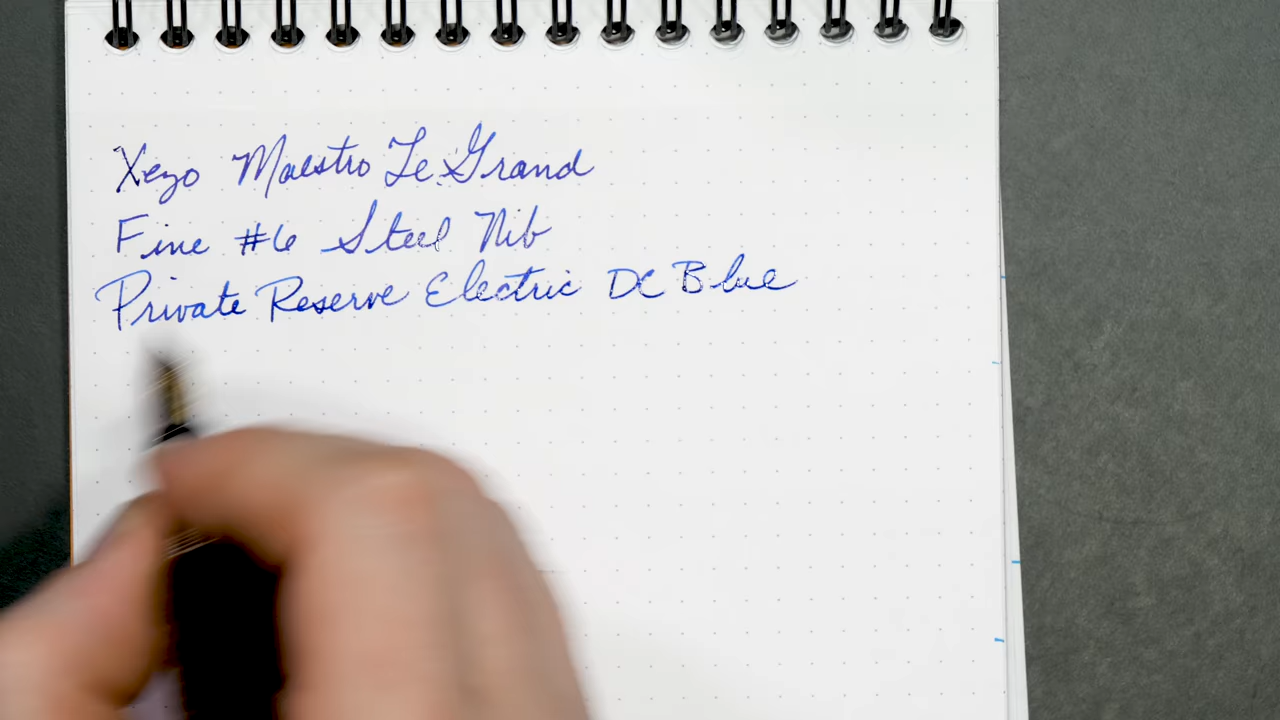 Xezo Maestro Le Grand
Fine #6 Steel Nib
Private Reserve Electric DC Blue